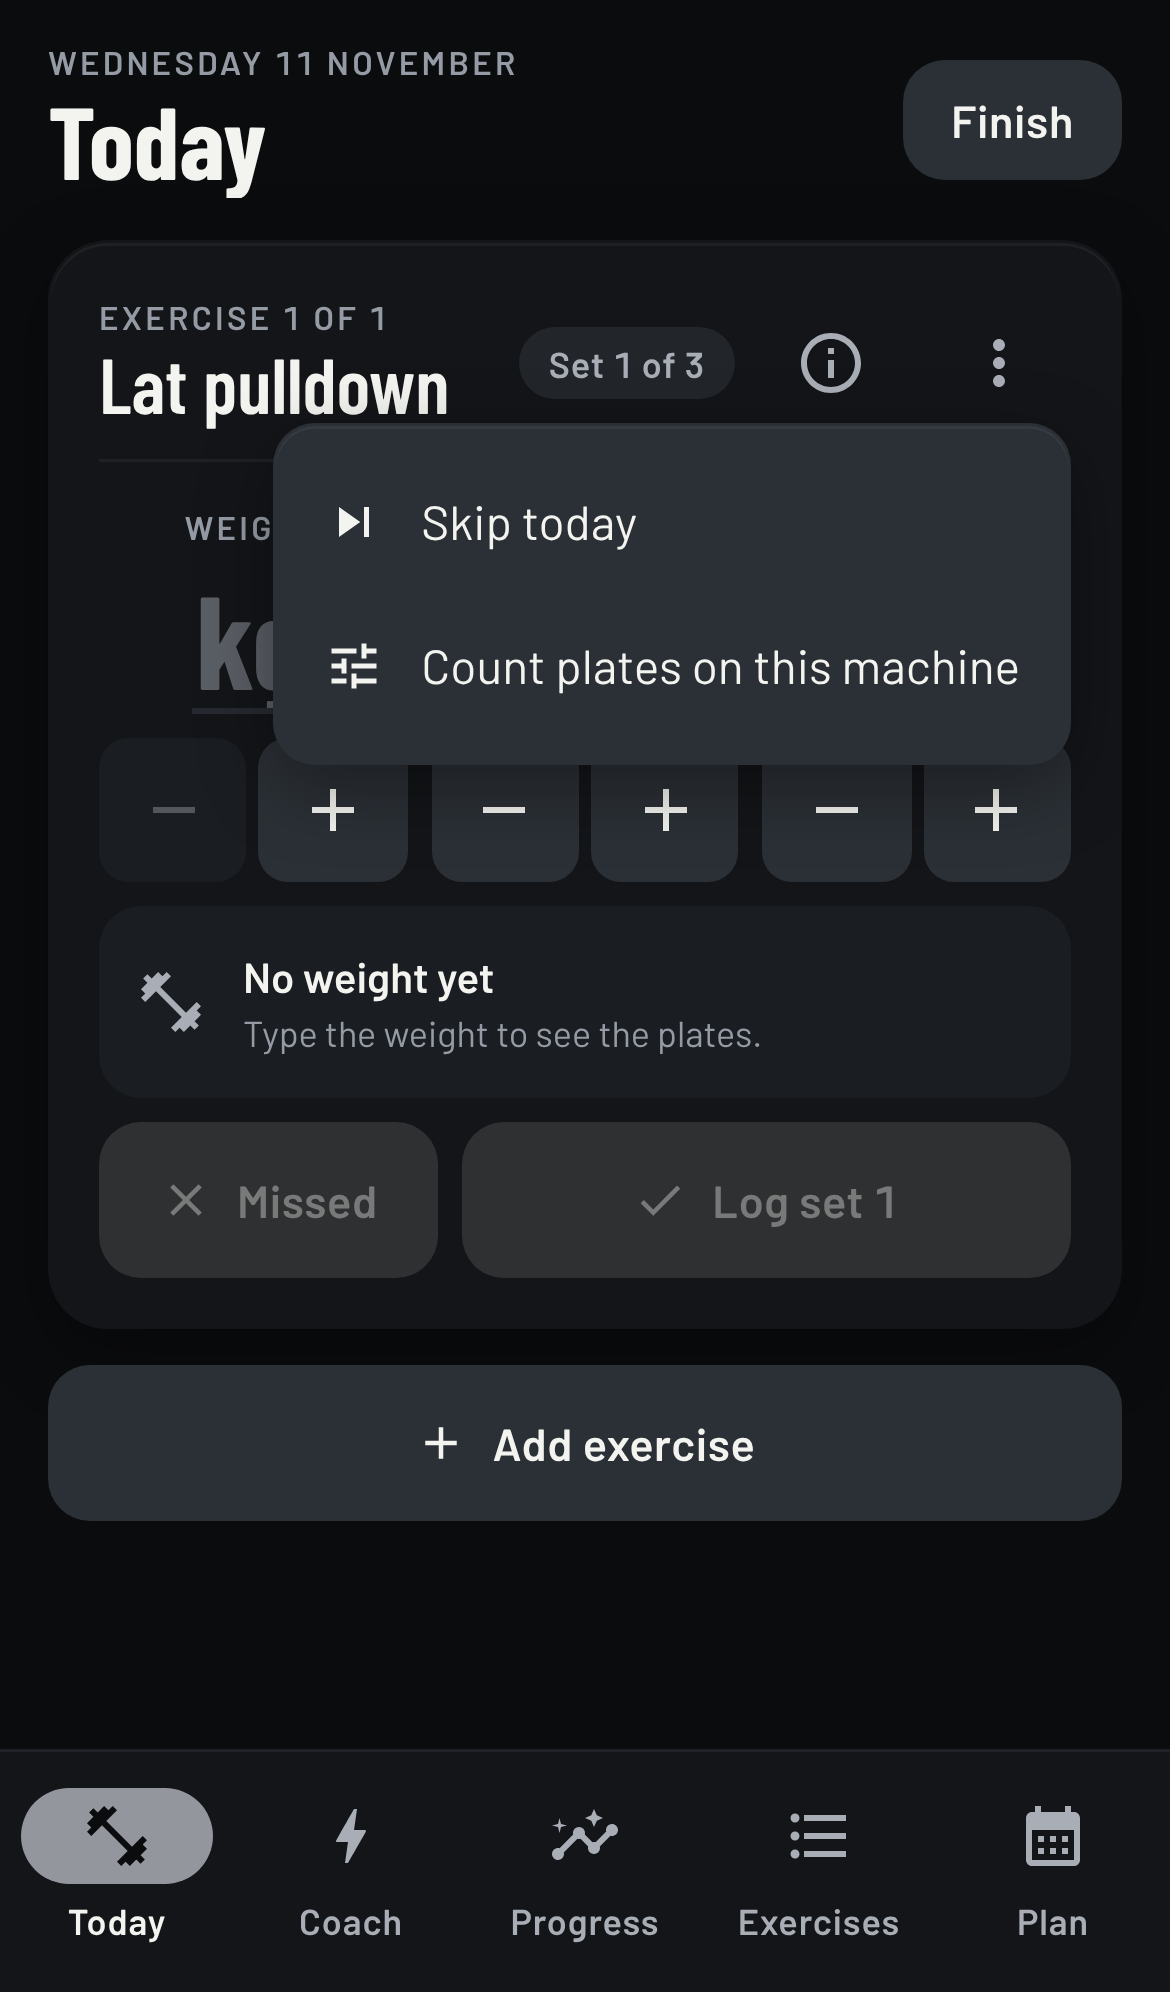 WEDNESDAY 11 NOVEMBER
Today
Finish
EXERCISE 1 OF 1
Lat pulldown
Set 1 of 3
Skip today
Count plates on this machine
No weight yet
Type the weight to see the plates.
Missed
Log set 1
Add exercise
Today
Coach
Progress
Exercises
Plan